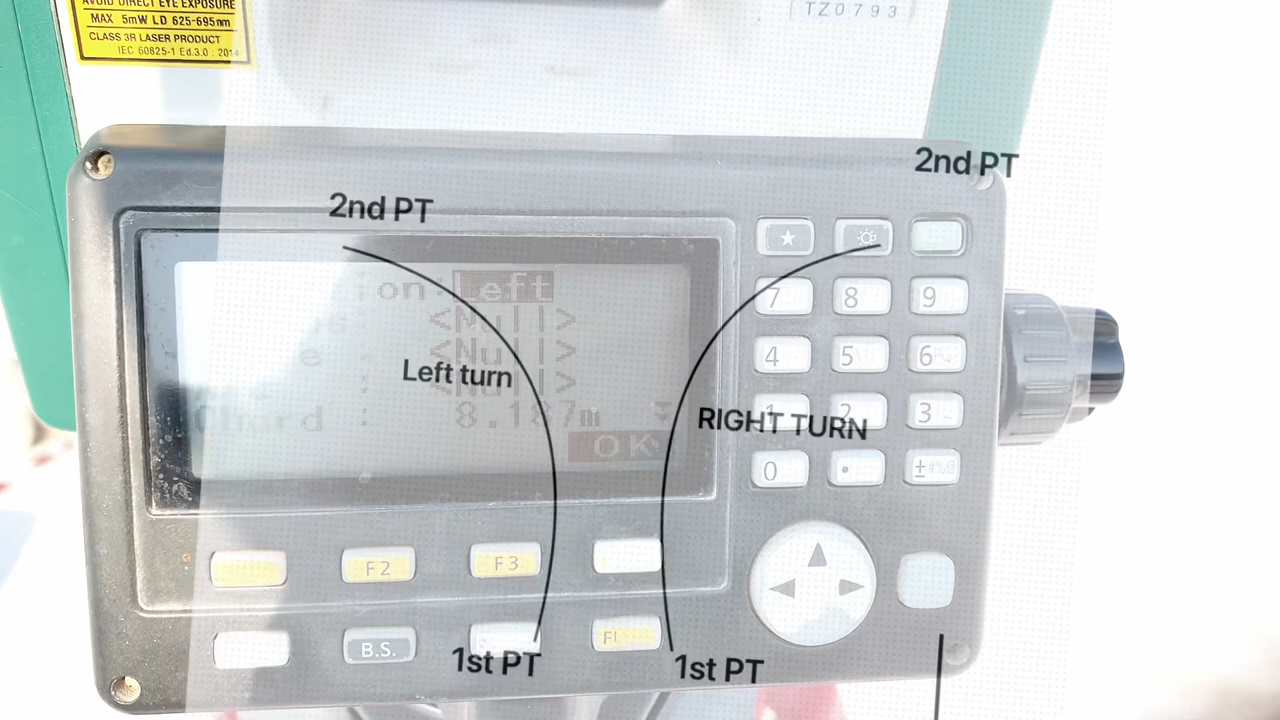 AVOID DIRECT EYE EXPOSURE
MAX 5mW LD 625-695nm
CLASS 3R LASER PRODUCT
IEC 60825-1 Ed.3.0 : 2014
TZ0793
2nd PT
2nd PT
on: Left
<Null>
e : <Null>
: <Null>
Chord : 8.187m
OK
Left turn
RIGHT TURN
7 8 9
4 5 6
1 2 3
0 . ±#%@
F2 F3
B.S.
1st PT
1st PT